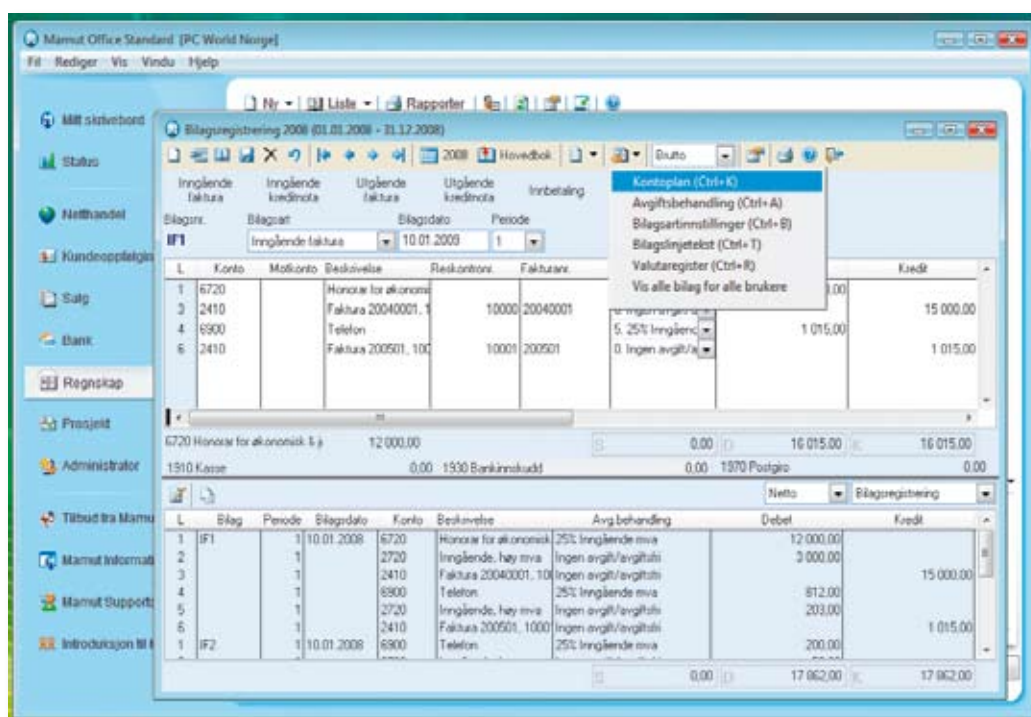 Mamut Office Standard [PC World Norge]
Fil Rediger Vis Vindu Hjelp
Ny Liste Rapporter
Mitt skrivebord
Status
Netthandel
Kundeoppfølgin
Salg
Bank
Regnskap
Prosjekt
Administrator
Tilbud fra Mamu
Mamut Informati
Mamut Support
Introduksjon til
Bilagsregistrering 2008 (01.01.2008 - 31.12.2008)
2008 Hovedbok Brutto
Inngående faktura Inngående kreditnota Utgående faktura Utgående kreditnota Innbetaling
Kontoplan (Ctrl+K)
Avgiftsbehandling (Ctrl+A)
Bilagsartinnstillinger (Ctrl+B)
Bilagslinjetekst (Ctrl+T)
Valutaregister (Ctrl+R)
Vis alle bilag for alle brukere
Bilagsnr. Bilagsart Bilagsdato Periode
IF1 Inngående faktura 10.01.2009 1
L Konto Motkonto Beskrivelse Reskontronr. Fakturanr. Kredit
1 6720 Honorar for økonomi
3 2410 Faktura 20040001, 1 10000 20040001 15 000,00
4 6900 Telefon 5. 25% Inngåenc 1 015,00
6 2410 Faktura 200501, 100 10001 200501 0. Ingen avgift/a 1 015,00
6720 Honorar for økonomisk & j 12 000,00 S 0,00 D 16 015,00 K 16 015,00
1910 Kasse 0,00 1930 Bankinnskudd 0,00 1970 Postgiro 0,00
Netto Bilagsregistrering
L Bilag Periode Bilagsdato Konto Beskrivelse Avg.behandling Debet Kredit
1 IF1 1 10.01.2008 6720 Honorar for økonomisk 25% Inngående mva 12 000,00
2 1 2720 Inngående, høy mva Ingen avgift/avgiftsfri 3 000,00
3 1 2410 Faktura 20040001, 100 Ingen avgift/avgiftsfri 15 000,00
4 1 6900 Telefon 25% Inngående mva 812,00
5 1 2720 Inngående, høy mva Ingen avgift/avgiftsfri 203,00
6 1 2410 Faktura 200501, 1000 Ingen avgift/avgiftsfri 1 015,00
1 IF2 1 10.01.2008 6900 Telefon 25% Inngående mva 200,00
S 0,00 D 17 862,00 K 17 862,00